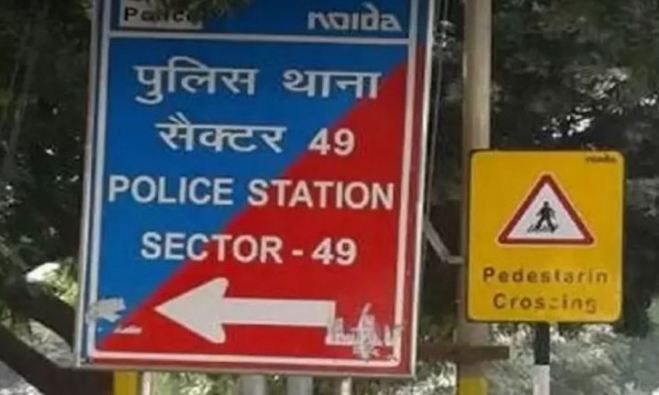 Police
NOIDA
पुलिस थाना
सैक्टर 49
POLICE STATION
SECTOR - 49
noida
Pedestarin
Crossing